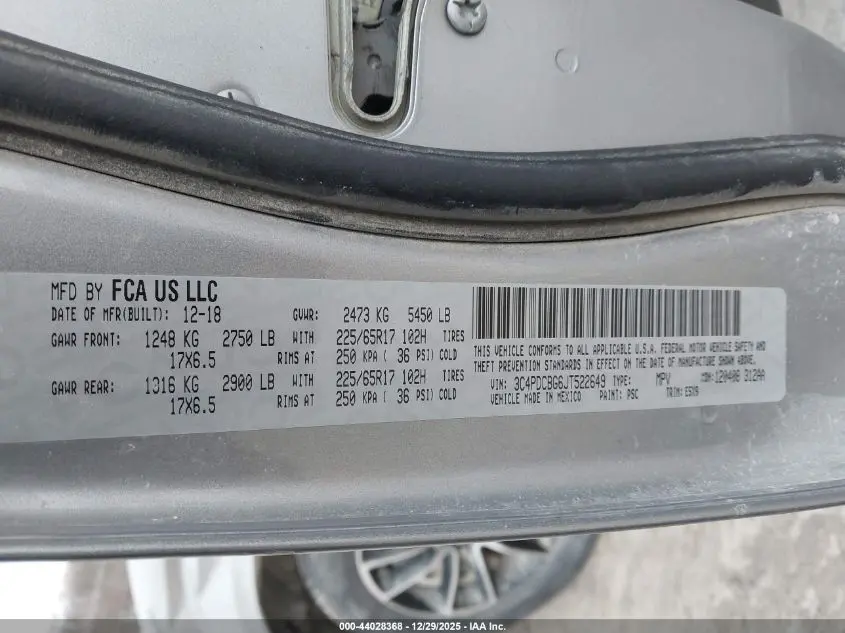 MFD BY FCA US LLC
DATE OF MFR(BUILT): 12-18 GVWR: 2473 KG 5450 LB
GAWR FRONT: 1248 KG 2750 LB WITH 225/65R17 102H TIRES
17X6.5 RIMS AT 250 KPA ( 36 PSI) COLD
GAWR REAR: 1316 KG 2900 LB WITH 225/65R17 102H TIRES
17X6.5 RIMS AT 250 KPA ( 36 PSI) COLD
THIS VEHICLE CONFORMS TO ALL APPLICABLE U.S.A. FEDERAL MOTOR VEHICLE SAFETY AND
THEFT PREVENTION STANDARDS IN EFFECT ON THE DATE OF MANUFACTURE SHOWN ABOVE.
VIN: 3C4PDCBG6JT522649 MPV MDH: 120406 312AA
VEHICLE MADE IN MEXICO PAINT: PSC TRIM:
000-44028368 - 12/29/2025 - IAA Inc.